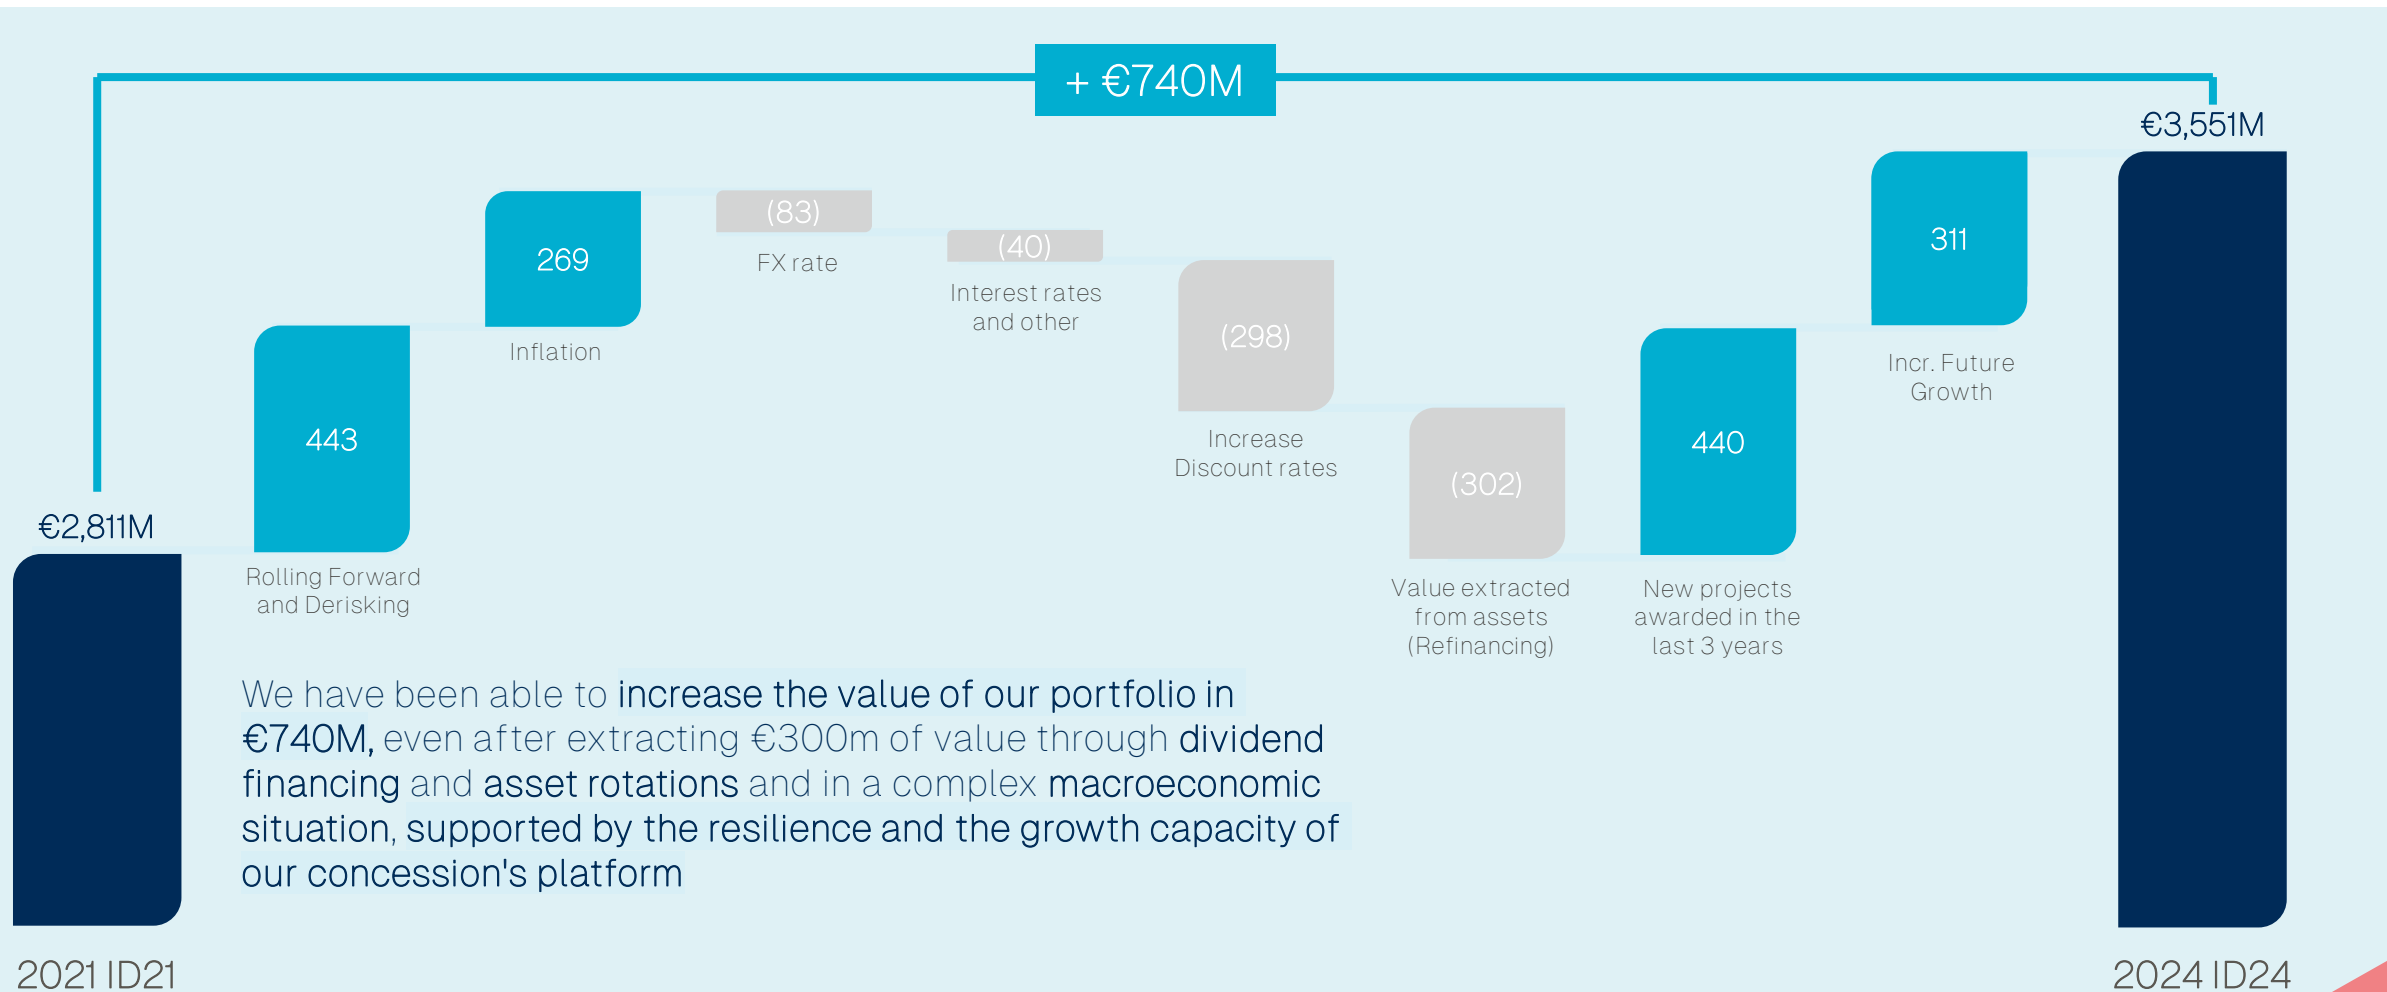 + €740M
€3,551M
(83)
FX rate
269
Inflation
(40)
Interest rates
and other
311
Incr. Future
Growth
(298)
Increase
Discount rates
443
Rolling Forward
and Derisking
440
New projects
awarded in the
last 3 years
(302)
Value extracted
from assets
(Refinancing)
€2,811M
We have been able to increase the value of our portfolio in
€740M, even after extracting €300m of value through dividend
financing and asset rotations and in a complex macroeconomic
situation, supported by the resilience and the growth capacity of
our concession's platform
2021 ID21
2024 ID24